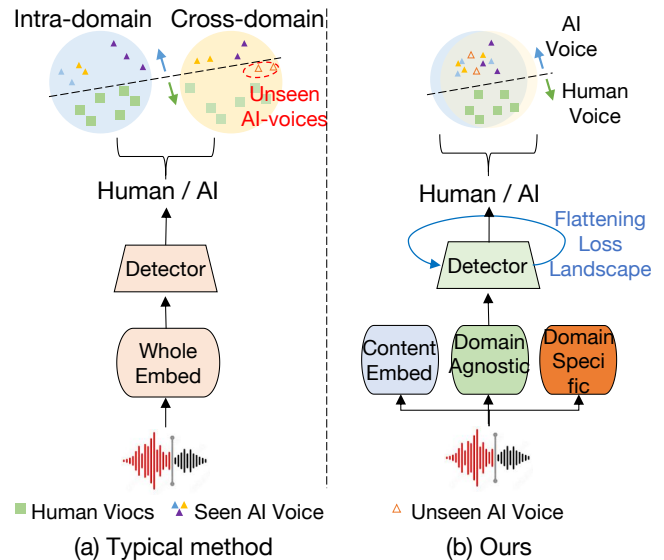 Intra-domain
Cross-domain
Unseen
AI-voices
Human / AI
Detector
Whole
Embed
(a) Typical method
AI
Voice
Human
Voice
Human / AI
Flattening
Loss
Landscape
Detector
Content
Embed
Domain
Agnostic
Domain
Speci
fic
Human Viocs
Seen AI Voice
Unseen AI Voice
(b) Ours